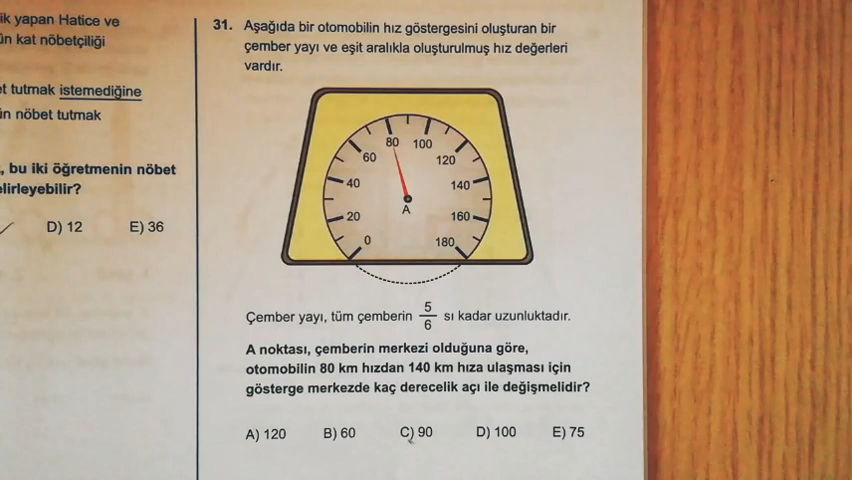 ik yapan Hatice ve
ün kat nöbetçiliği
et tutmak istemediğine
ün nöbet tutmak
, bu iki öğretmenin nöbet
elirleyebilir?
D) 12 E) 36
31. Aşağıda bir otomobilin hız göstergesini oluşturan bir
çember yayı ve eşit aralıkla oluşturulmuş hız değerleri
vardır.
80 100
60 120
40 140
A
20 160
0 180
Çember yayı, tüm çemberin 5/6 sı kadar uzunluktadır.
A noktası, çemberin merkezi olduğuna göre,
otomobilin 80 km hızdan 140 km hıza ulaşması için
gösterge merkezde kaç derecelik açı ile değişmelidir?
A) 120 B) 60 C) 90 D) 100 E) 75